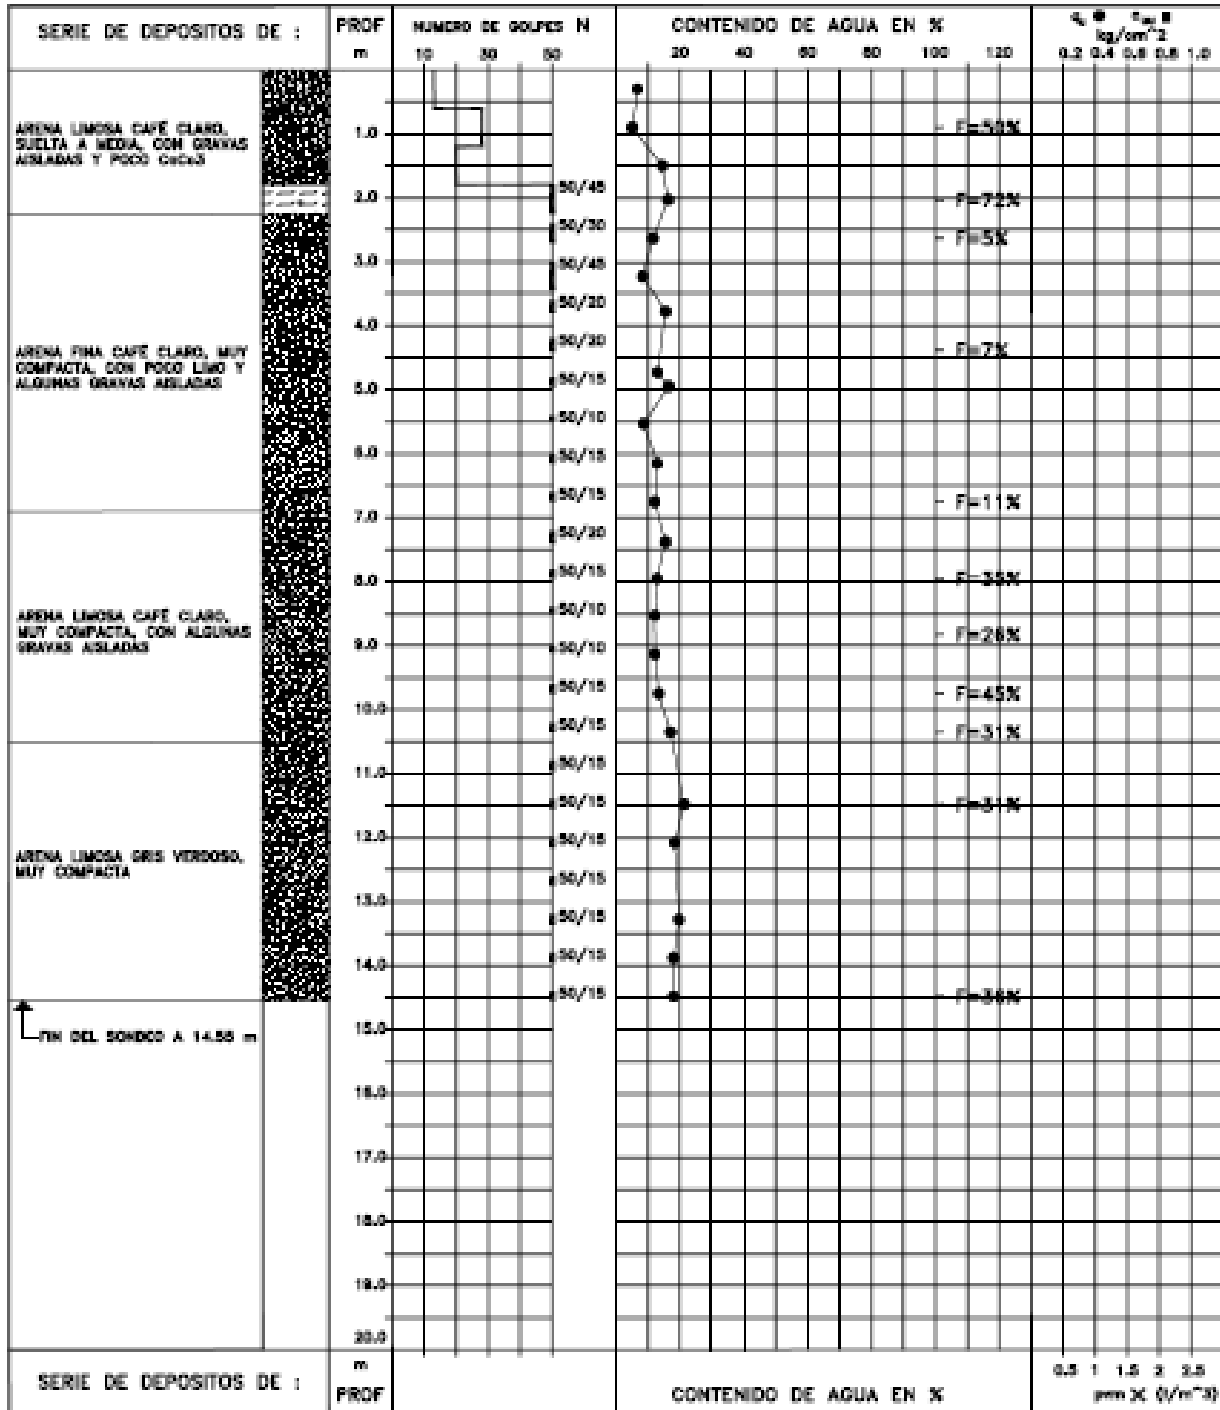 SERIE DE DEPOSITOS DE :
PROF
m
NUMERO DE GOLPES N
10 30 50
CONTENIDO DE AGUA EN %
20 40 60 80 100 120
kg/cm^2
0.2 0.4 0.6 0.8 1.0
ARENA LIMOSA CAFE CLARO,
SUELTA A MEDIA, CON GRAVAS
AISLADAS Y POCO CaCo3
1.0
F=50%
50/45
2.0
F=72%
50/30
F=5%
3.0
50/45
50/20
4.0
50/20
F=7%
ARENA FINA CAFE CLARO, MUY
COMPACTA, CON POCO LIMO Y
ALGUNAS GRAVAS AISLADAS
50/15
5.0
50/10
6.0
50/15
50/15
F=11%
7.0
50/20
50/15
F=35%
8.0
50/10
ARENA LIMOSA CAFE CLARO,
MUY COMPACTA, CON ALGUNAS
GRAVAS AISLADAS
F=26%
9.0
50/10
50/15
F=45%
10.0
50/15
F=31%
50/15
11.0
50/15
F=31%
12.0
50/15
ARENA LIMOSA GRIS VERDOSO,
MUY COMPACTA
50/15
13.0
50/15
50/15
14.0
50/15
F=36%
FIN DEL SONDEO A 14.55 m
15.0
16.0
17.0
18.0
19.0
20.0
SERIE DE DEPOSITOS DE :
m
PROF
CONTENIDO DE AGUA EN %
0.5 1 1.5 2 2.5